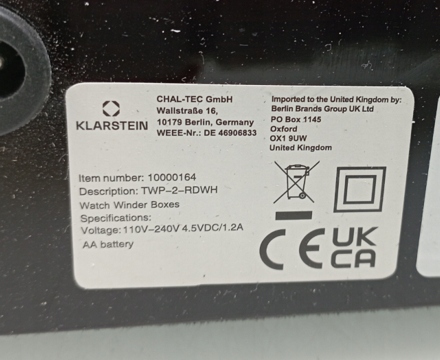 KLARSTEIN
CHAL-TEC GmbH
Wallstraße 16,
10179 Berlin, Germany
WEEE-Nr.: DE 46906833
Imported to the United Kingdom by:
Berlin Brands Group UK Ltd
PO Box 1145
Oxford
OX1 9UW
United Kingdom
Item number: 10000164
Description: TWP-2-RDWH
Watch Winder Boxes
Specifications:
Voltage: 110V-240V 4.5VDC/1.2A
AA battery
CE
UK
CA